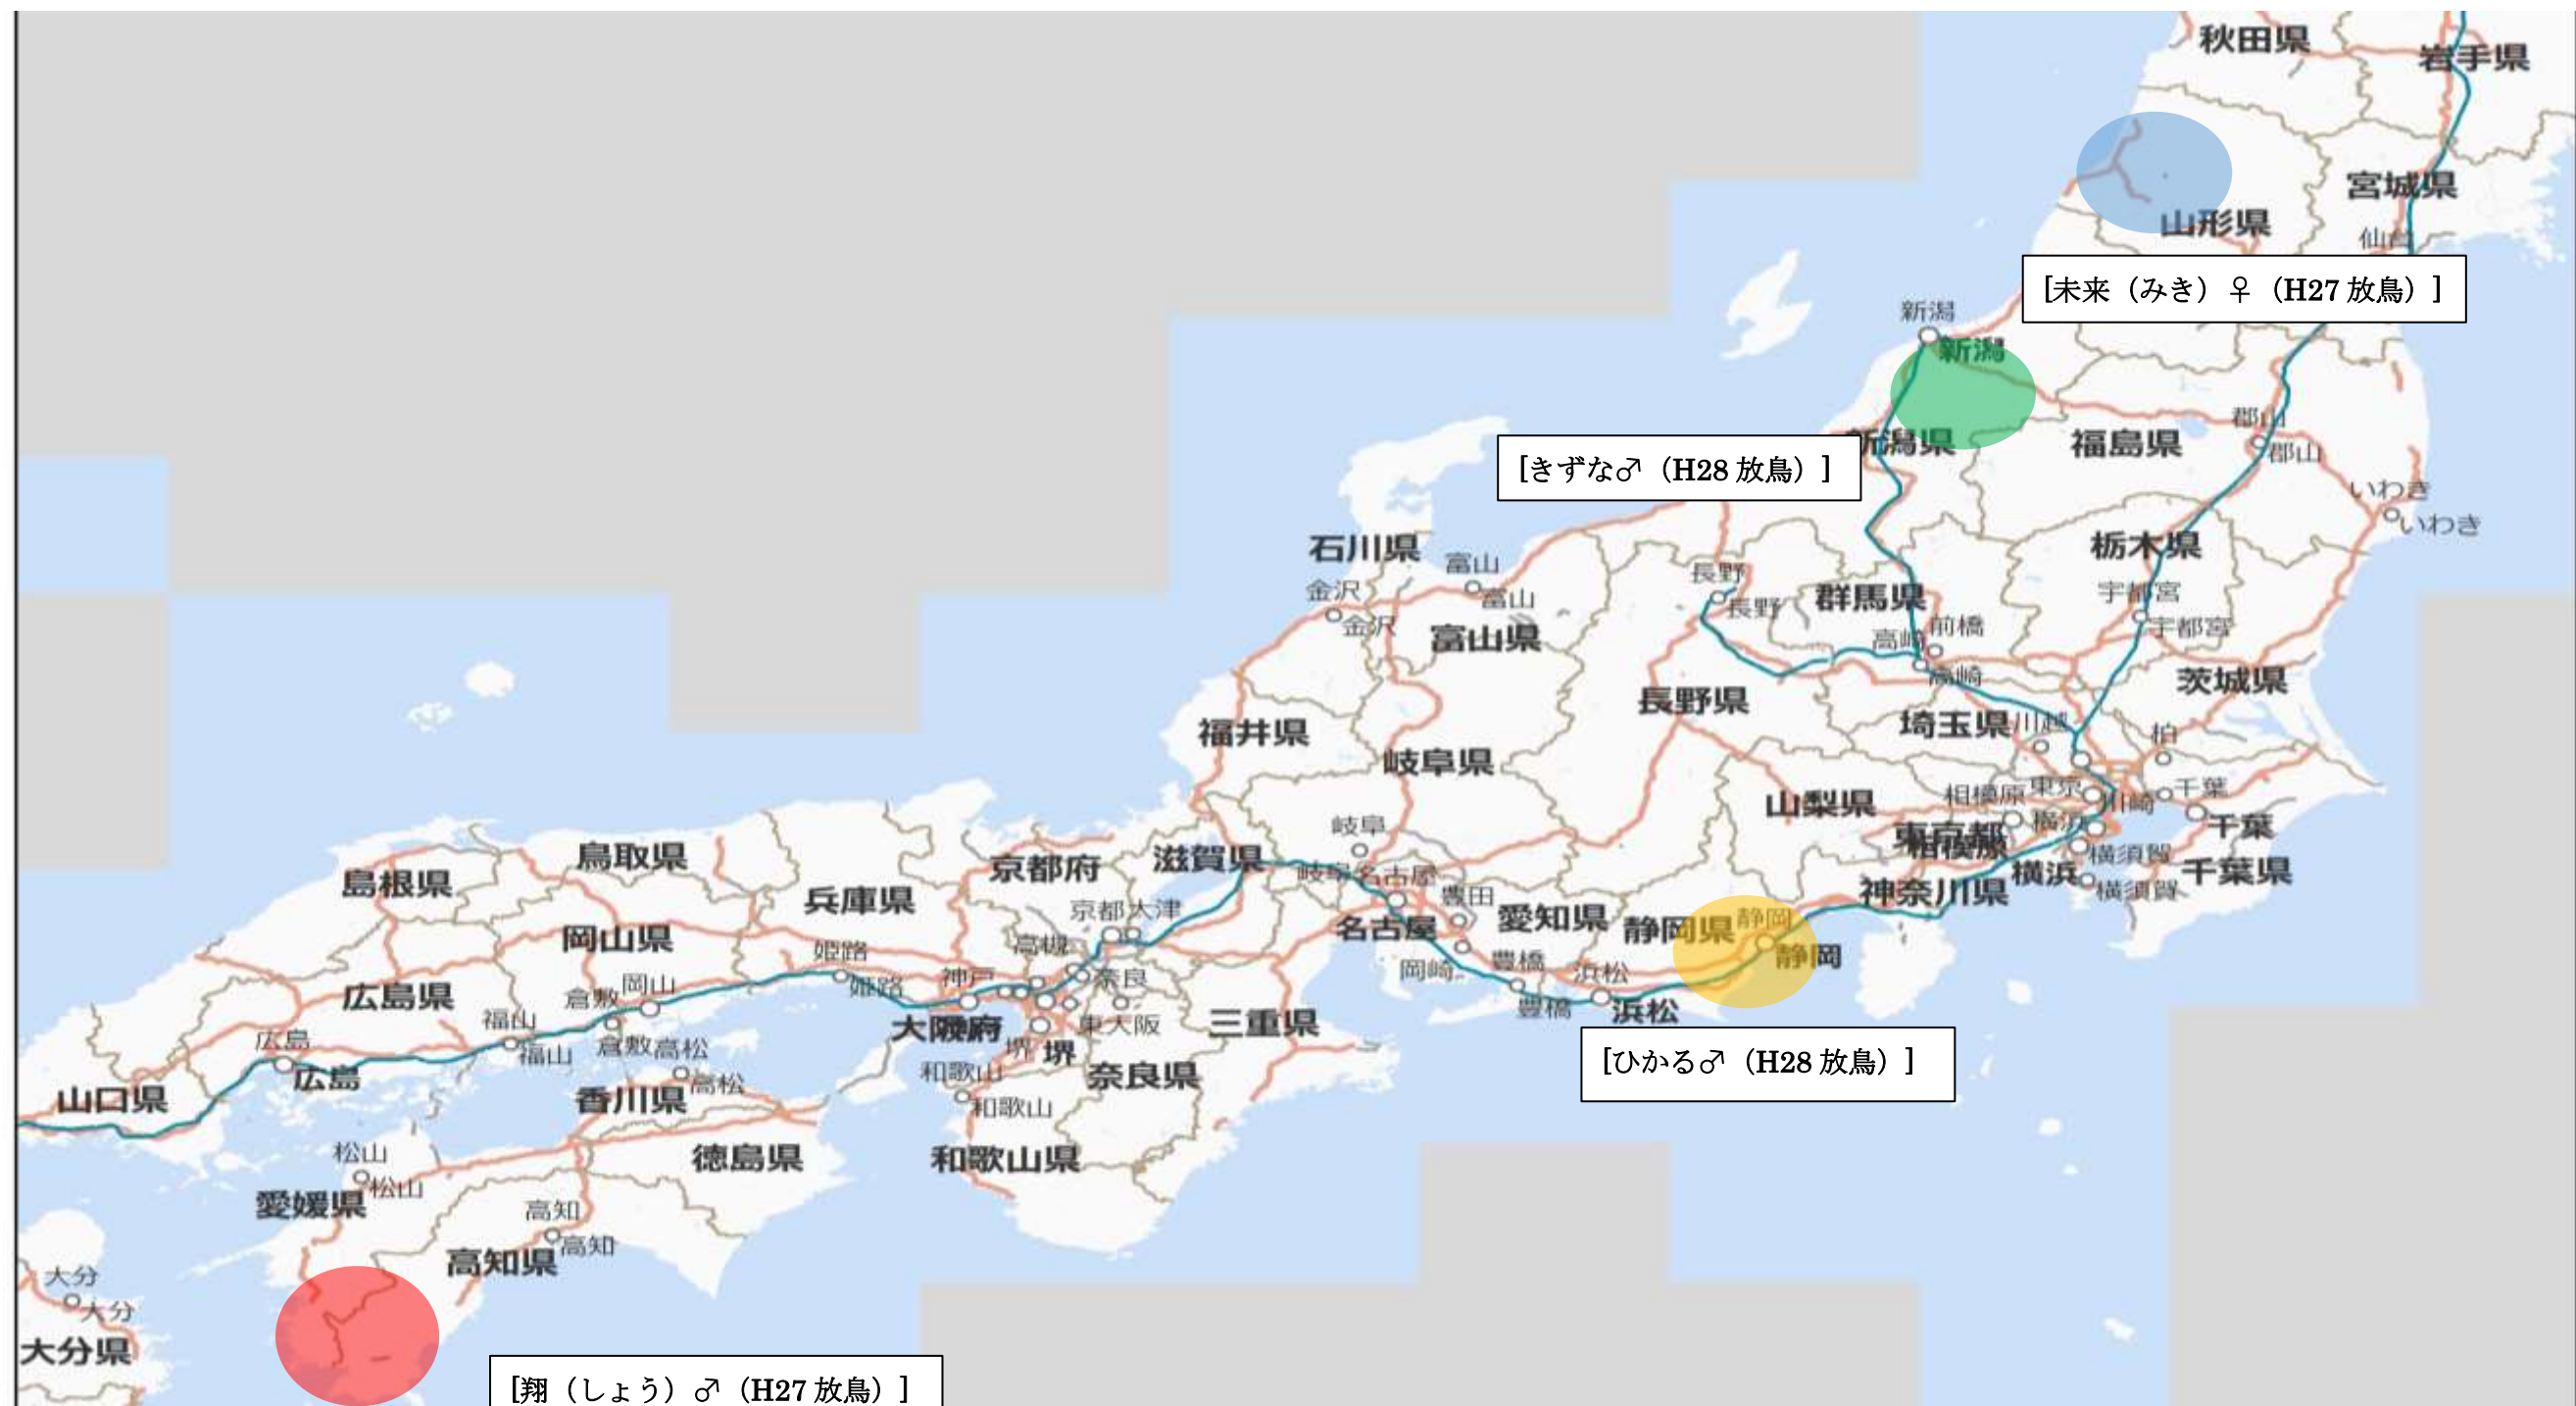 秋田県
岩手県
宮城県
山形県
仙台
[未来（みき）♀（H27 放鳥）]
新潟
新潟
新潟県
[きずな♂（H28 放鳥）]
福島県
郡山
郡山
いわき
いわき
石川県
富山
富山
金沢
金沢
富山県
長野
長野
群馬県
前橋
高崎
高崎
栃木県
宇都宮
宇都宮
茨城県
長野県
埼玉県
川越
柏
福井県
岐阜県
山梨県
相模原
東京
川崎
千葉
千葉
東京都
相模原
横浜
横浜
横須賀
横須賀
千葉県
神奈川県
岐阜
岐阜
名古屋
名古屋
豊田
愛知県
静岡県
静岡
静岡
岡崎
豊橋
豊橋
浜松
浜松
[ひかる♂（H28 放鳥）]
滋賀県
京都府
京都
大津
高槻
奈良
東大阪
三重県
兵庫県
鳥取県
島根県
岡山県
岡山
倉敷
倉敷
姫路
姫路
神戸
大阪府
堺
堺
奈良県
和歌山
和歌山
和歌山県
広島県
広島
広島
福山
福山
高松
高松
香川県
徳島県
山口県
松山
松山
愛媛県
高知
高知
高知県
大分
大分
大分県
[翔（しょう）♂（H27 放鳥）]